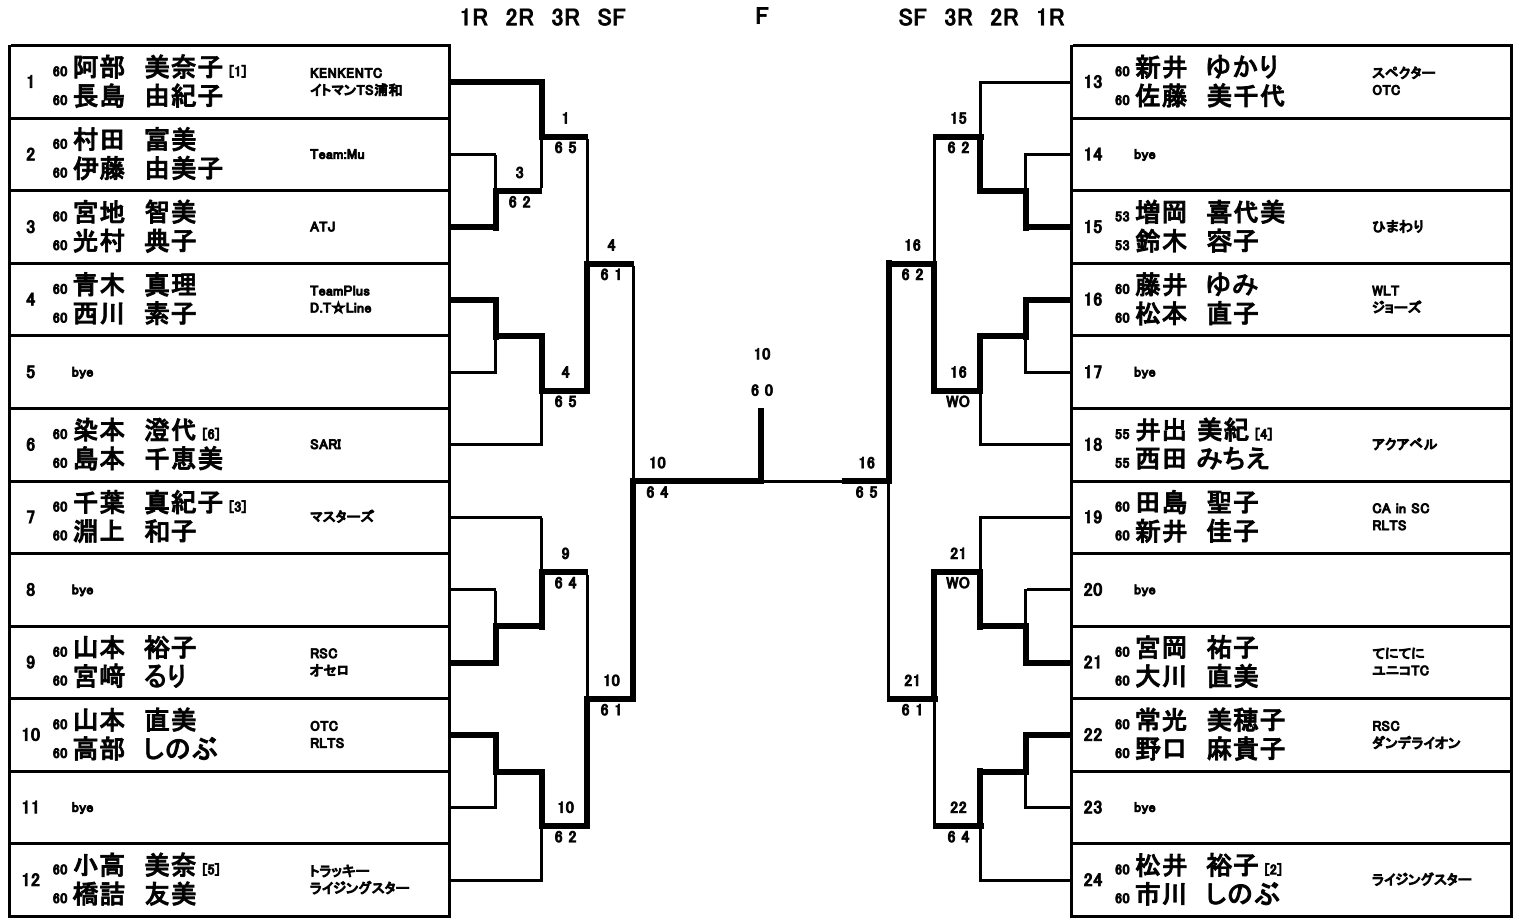 1R 2R 3R SF F SF 3R 2R 1R
1 60 阿部 美奈子 [1] KENKENTC
60 長島 由紀子 イトマンTS浦和
2 60 村田 富美 Team:Mu
60 伊藤 由美子
3 60 宮地 智美 ATJ
60 光村 典子
4 60 青木 真理 TeamPlus
60 西川 素子 D.T☆Line
5 bye
6 60 染本 澄代 [6] SARI
60 島本 千恵美
7 60 千葉 真紀子 [3] マスターズ
60 淵上 和子
8 bye
9 60 山本 裕子 RSC
60 宮﨑 るり オセロ
10 60 山本 直美 OTC
60 高部 しのぶ RLTS
11 bye
12 60 小高 美奈 [5] トラッキー
60 橋詰 友美 ライジングスター
3
6 2
1
6 5
4
6 5
9
6 4
10
6 2
4
6 1
10
6 1
10
6 4
10
6 0
16
6 5
16
6 2
21
6 1
15
6 2
16
WO
21
WO
22
6 4
13 60 新井 ゆかり スペクター
60 佐藤 美千代 OTC
14 bye
15 53 増岡 喜代美 ひまわり
53 鈴木 容子
16 60 藤井 ゆみ WLT
60 松本 直子 ジョーズ
17 bye
18 55 井出 美紀 [4] アクアベル
55 西田 みちえ
19 60 田島 聖子 CA in SC
60 新井 佳子 RLTS
20 bye
21 60 宮岡 祐子 てにてに
60 大川 直美 ユニコTC
22 60 常光 美穂子 RSC
60 野口 麻貴子 ダンデライオン
23 bye
24 60 松井 裕子 [2] ライジングスター
60 市川 しのぶ